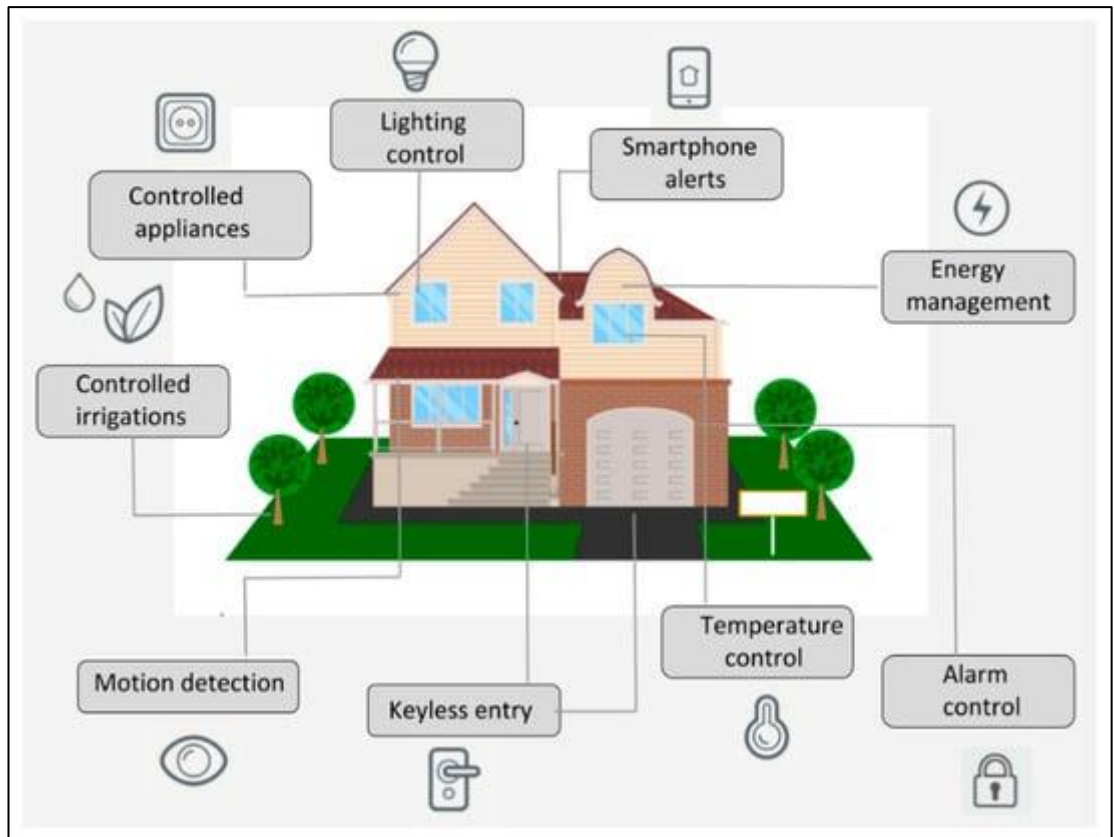 Lighting
control
Smartphone
alerts
Controlled
appliances
Energy
management
Controlled
irrigations
Temperature
control
Motion detection
Keyless entry
Alarm
control